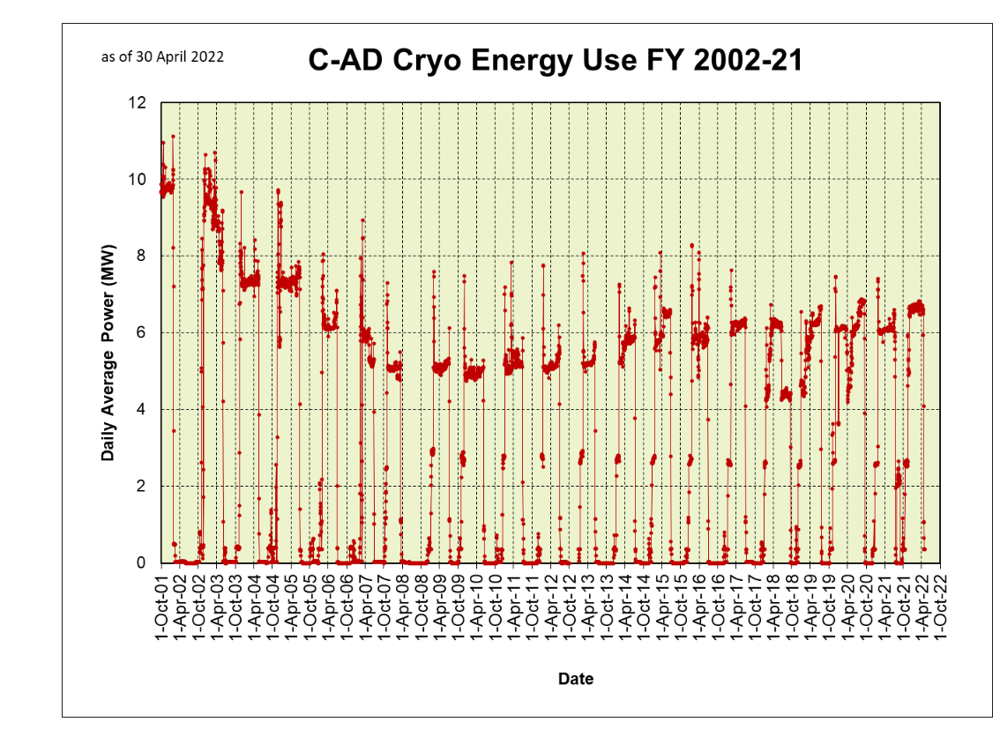 as of 30 April 2022
C-AD Cryo Energy Use FY 2002-21
Daily Average Power (MW)
12
10
8
6
4
2
0
1-Oct-01
1-Apr-02
1-Oct-02
1-Apr-03
1-Oct-03
1-Apr-04
1-Oct-04
1-Apr-05
1-Oct-05
1-Apr-06
1-Oct-06
1-Apr-07
1-Oct-07
1-Apr-08
1-Oct-08
1-Apr-09
1-Oct-09
1-Apr-10
1-Oct-10
1-Apr-11
1-Oct-11
1-Apr-12
1-Oct-12
1-Apr-13
1-Oct-13
1-Apr-14
1-Oct-14
1-Apr-15
1-Oct-15
1-Apr-16
1-Oct-16
1-Apr-17
1-Oct-17
1-Apr-18
1-Oct-18
1-Apr-19
1-Oct-19
1-Apr-20
1-Oct-20
1-Apr-21
1-Oct-21
1-Apr-22
1-Oct-22
Date